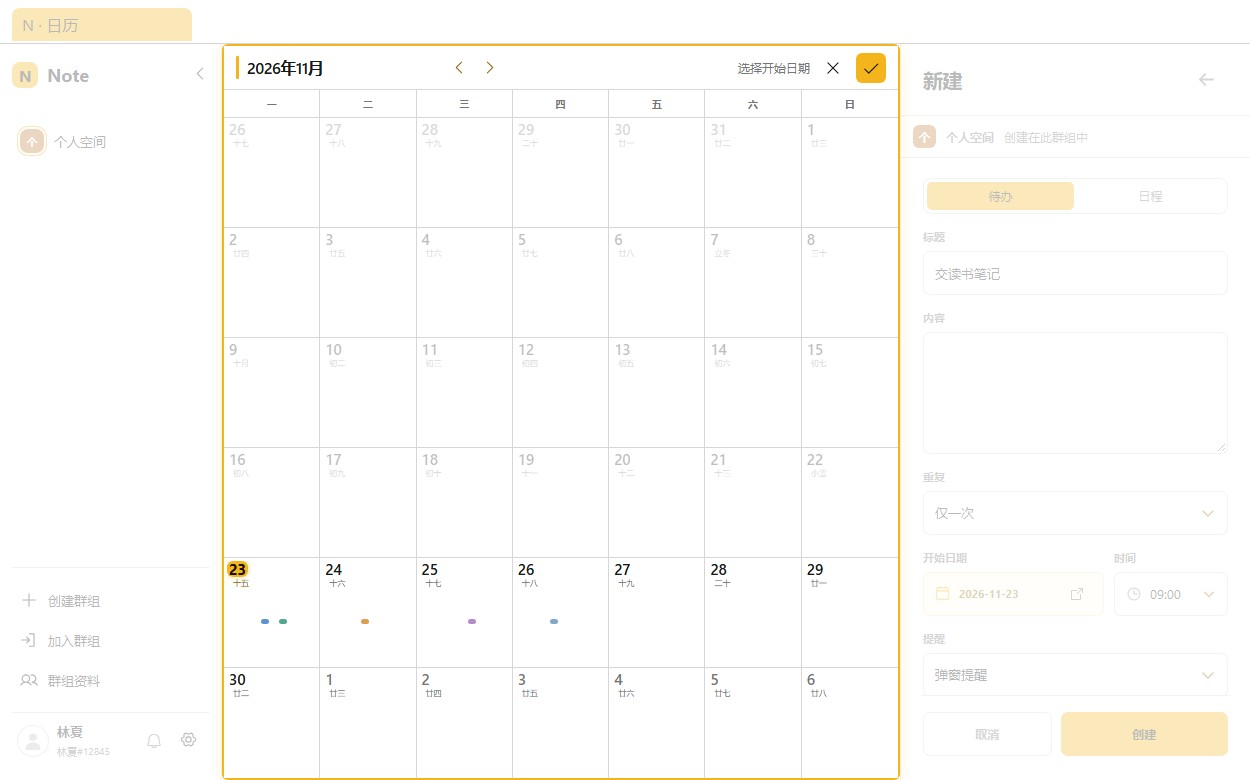 N · 日历
N Note
个人空间
创建群组
加入群组
群组资料
林夏
林夏#12845
2026年11月
选择开始日期
一 二 三 四 五 六 日
26 27 28 29 30 31 1
十七 十八 十九 二十 廿一 廿二 廿三
2 3 4 5 6 7 8
廿四 廿五 廿六 廿七 廿八 立冬 三十
9 10 11 12 13 14 15
十月 初二 初三 初四 初五 初六 初七
16 17 18 19 20 21 22
初八 初九 初十 十一 十二 十三 小雪
23 24 25 26 27 28 29
十五 十六 十七 十八 十九 二十 廿一
30 1 2 3 4 5 6
廿二 廿三 廿四 廿五 廿六 廿七 廿八
新建
个人空间 创建在此群组中
待办 日程
标题
交读书笔记
内容
重复
仅一次
开始日期 时间
2026-11-23 09:00
提醒
弹窗提醒
取消 创建